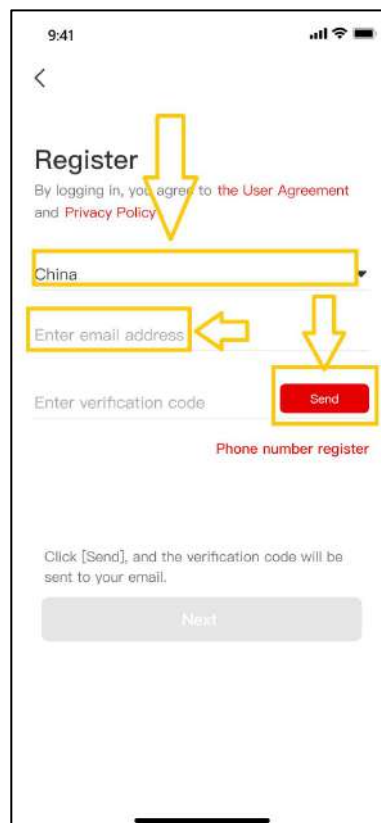 9:41
Register
By logging in, you agree to the User Agreement
and Privacy Policy
China
Enter email address
Enter verification code
Send
Phone number register
Click [Send], and the verification code will be
sent to your email.
Next